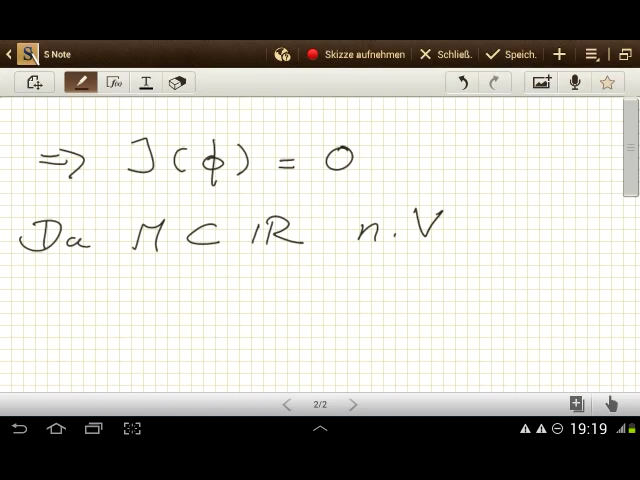 S Note
Skizze aufnehmen
Schließ.
Speich.
f(x)
T
⇒ J(ϕ) = 0
Da M ⊂ ℝ n.V
2/2
19:19